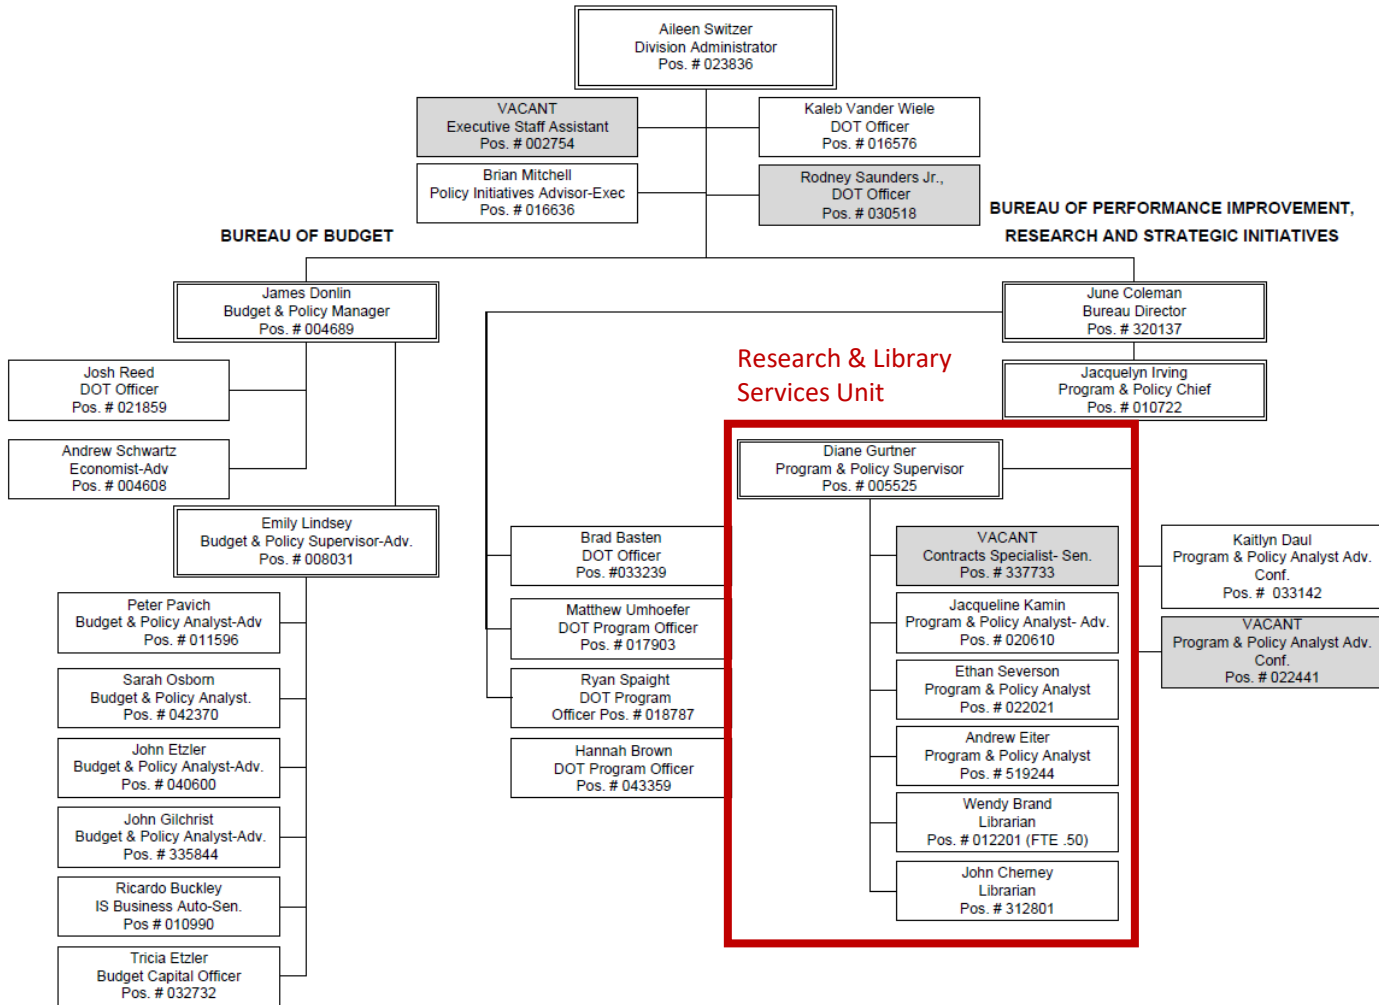 Aileen Switzer
Division Administrator
Pos. # 023836
VACANT
Executive Staff Assistant
Pos. # 002754
Kaleb Vander Wiele
DOT Officer
Pos. # 016576
Brian Mitchell
Policy Initiatives Advisor-Exec
Pos. # 016636
Rodney Saunders Jr.,
DOT Officer
Pos. # 030518
BUREAU OF BUDGET
BUREAU OF PERFORMANCE IMPROVEMENT,
RESEARCH AND STRATEGIC INITIATIVES
James Donlin
Budget & Policy Manager
Pos. # 004689
June Coleman
Bureau Director
Pos. # 320137
Josh Reed
DOT Officer
Pos. # 021859
Research & Library
Services Unit
Jacquelyn Irving
Program & Policy Chief
Pos. # 010722
Andrew Schwartz
Economist-Adv
Pos. # 004608
Diane Gurtner
Program & Policy Supervisor
Pos. # 005525
Emily Lindsey
Budget & Policy Supervisor-Adv.
Pos. # 008031
Peter Pavich
Budget & Policy Analyst-Adv
Pos. # 011596
Sarah Osborn
Budget & Policy Analyst.
Pos. # 042370
John Etzler
Budget & Policy Analyst-Adv.
Pos. # 040600
John Gilchrist
Budget & Policy Analyst-Adv.
Pos. # 335844
Ricardo Buckley
IS Business Auto-Sen.
Pos # 010990
Tricia Etzler
Budget Capital Officer
Pos. # 032732
Brad Basten
DOT Officer
Pos. #033239
Matthew Umhoefer
DOT Program Officer
Pos. # 017903
Ryan Spaight
DOT Program
Officer Pos. # 018787
Hannah Brown
DOT Program Officer
Pos. # 043359
VACANT
Contracts Specialist- Sen.
Pos. # 337733
Jacqueline Kamin
Program & Policy Analyst- Adv.
Pos. # 020610
Ethan Severson
Program & Policy Analyst
Pos. # 022021
Andrew Eiter
Program & Policy Analyst
Pos. # 519244
Wendy Brand
Librarian
Pos. # 012201 (FTE .50)
John Cherney
Librarian
Pos. # 312801
Kaitlyn Daul
Program & Policy Analyst Adv.
Conf.
Pos. # 033142
VACANT
Program & Policy Analyst Adv.
Conf.
Pos. # 022441